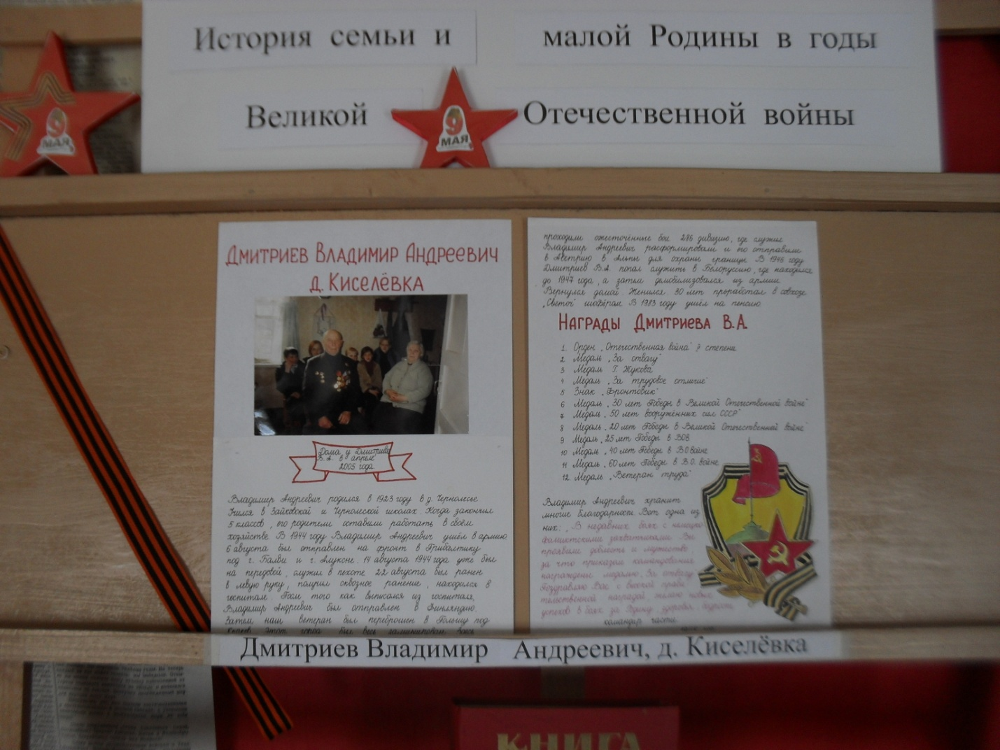 История семьи и малой Родины в годы
Великой Отечественной войны
9
МАЯ
9
МАЯ
ДМИТРИЕВ ВЛАДИМИР АНДРЕЕВИЧ
Д. КИСЕЛЁВКА
Дома у Дмитриева
В.А. в апреле
2005 года
Владимир Андреевич родился в 1923 году в д. Чернолесье
Учился в Зайковской и Чернолеской школах. Когда закончил
5 классов, его родители оставили работать в своём
хозяйстве. В 1944 году Владимир Андреевич ушёл в армию.
6 августа был отправлен на фронт в Прибалтику
под г. Балви и г. Алуксне. 14 августа 1944 года уже был
на передовой, служил в пехоте. 22 августа был ранен
в левую руку, получил сквозное ранение, находился в
госпитале. После того как выписался из госпиталя,
Владимир Андреевич был отправлен в Финляндию.
Затем наш ветеран был переброшен в Польшу под
Этот город был весь заминирован
проходили ожесточённые бои. 286 дивизию, где служил
Владимир Андреевич расформировали и его отправили
в Австрию в Альпы для охраны границы. В 1946 году
Дмитриев В.А. попал служить в Белоруссию, где находился
до 1947 года, а затем демобилизовался из армии.
Вернулся домой. Женился. 30 лет проработал в совхозе
„Светоч" шофёром. В 1983 году ушёл на пенсию.
НАГРАДЫ ДМИТРИЕВА В.А.
1. Орден „Отечественная война" степени
2 Медаль „За отвагу"
3 Медаль Г. Жукова
4 Медаль „За трудовое отличие"
5 Знак „Фронтовик"
6 Медаль „30 лет Победы в Великой Отечественной войне"
7 Медаль „50 лет вооружённых сил СССР"
8 Медаль „20 лет Победы в Великой Отечественной войне"
9 Медаль „25 лет Победы в ВОВ
10 Медаль „40 лет Победы в В.О войне
11 Медаль „60 лет Победы в В.О. войне
12 Медаль „Ветеран труда"
Владимир Андреевич хранит
многие благодарности. Вот одна из
них: „В недавних боях с немецко-
фашистскими захватчиками Вы
проявили доблесть и мужество,
за что приказом командования
награждены медалью „За отвагу"
Поздравляю Вас с высокой прави-
тельственной наградой, желаю новых
успехов в боях за Родину, здоровья, бодрости
командир части
Дмитриев Владимир Андреевич, д. Киселёвка
КНИГА